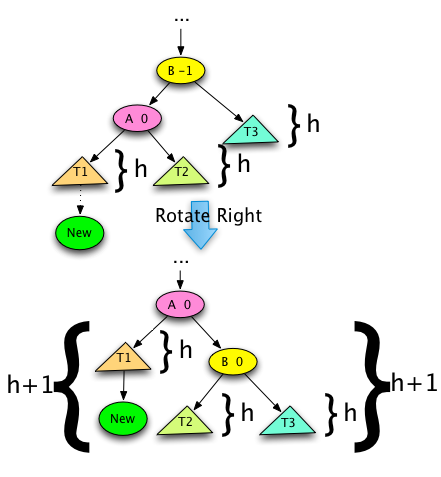 ...
B -1
A 0
T3
h
T1
h
T2
h
New
Rotate Right
...
A 0
T1
h
B 0
h+1
h+1
New
T2
h
T3
h